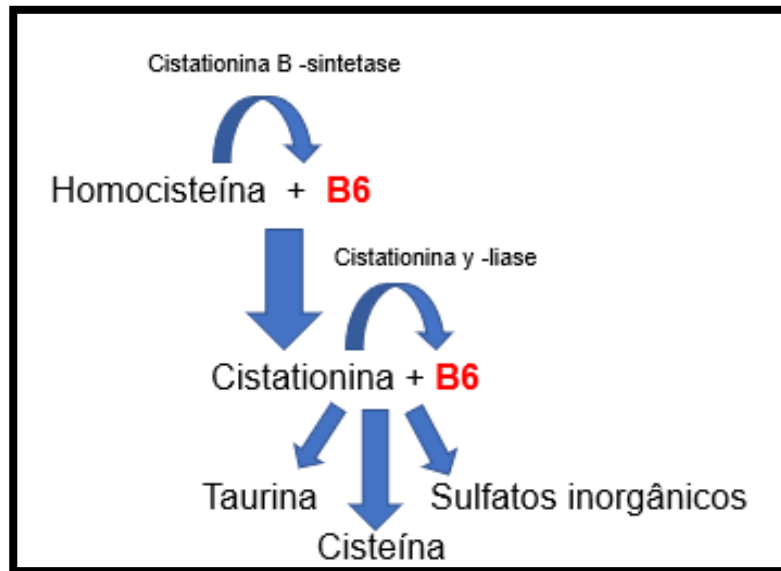 Cistationina B -sintetase
Homocisteína + B6
Cistationina y -liase
Cistationina + B6
Taurina Sulfatos inorgânicos
Cisteína